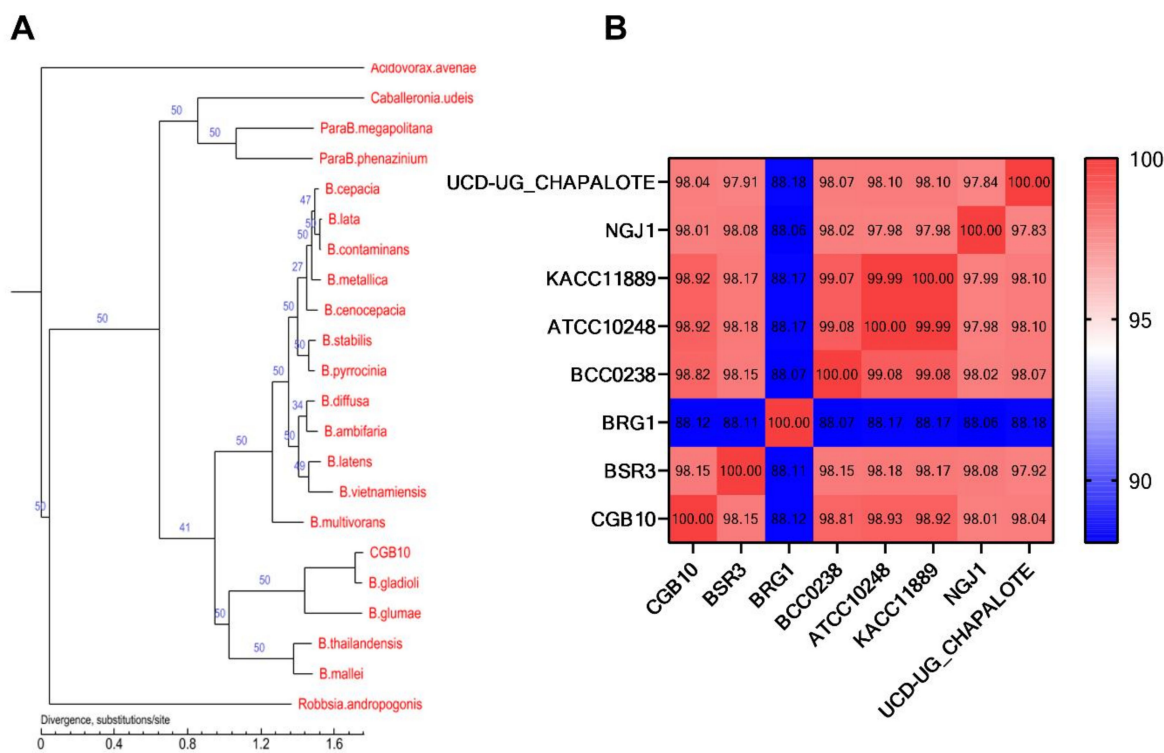 A
Acidovorax.avenae
50
Caballeronia.udeis
50
ParaB.megapolitana
ParaB.phenazinium
B.cepacia
47
B.lata
50
B.contaminans
27
B.metallica
B.cenocepacia
50
B.stabilis
50
B.pyrrocinia
50
50
B.diffusa
34
B.ambifaria
50
B.latens
49
B.vietnamiensis
50
B.multivorans
50
41
CGB10
50
B.gladioli
B.glumae
50
B.thailandensis
50
B.mallei
Robbsia.andropogonis
Divergence, substitutions/site
0 0.4 0.8 1.2 1.6
B
UCD-UG_CHAPALOTE 98.04 97.91 88.18 98.07 98.10 98.10 97.84 100.00
NGJ1 98.01 98.08 98.02 97.98 97.98 100.00 97.83
KACC11889 98.92 98.17 88.17 99.07 99.99 100.00 97.99 98.10
ATCC10248 98.92 98.18 88.17 99.08 100.00 99.99 97.98 98.10
BCC0238 98.82 98.15 88.07 100.00 99.08 99.08 98.02 98.07
BRG1 88.12 88.11 100.00 88.07 88.17 88.17 88.18
BSR3 98.15 100.00 88.11 98.15 98.18 98.17 98.08 97.92
CGB10 100.00 98.15 88.12 98.81 98.93 98.92 98.01 98.04
CGB10 BSR3 BRG1 BCC0238 ATCC10248 KACC11889 NGJ1 UCD-UG_CHAPALOTE
100
95
90